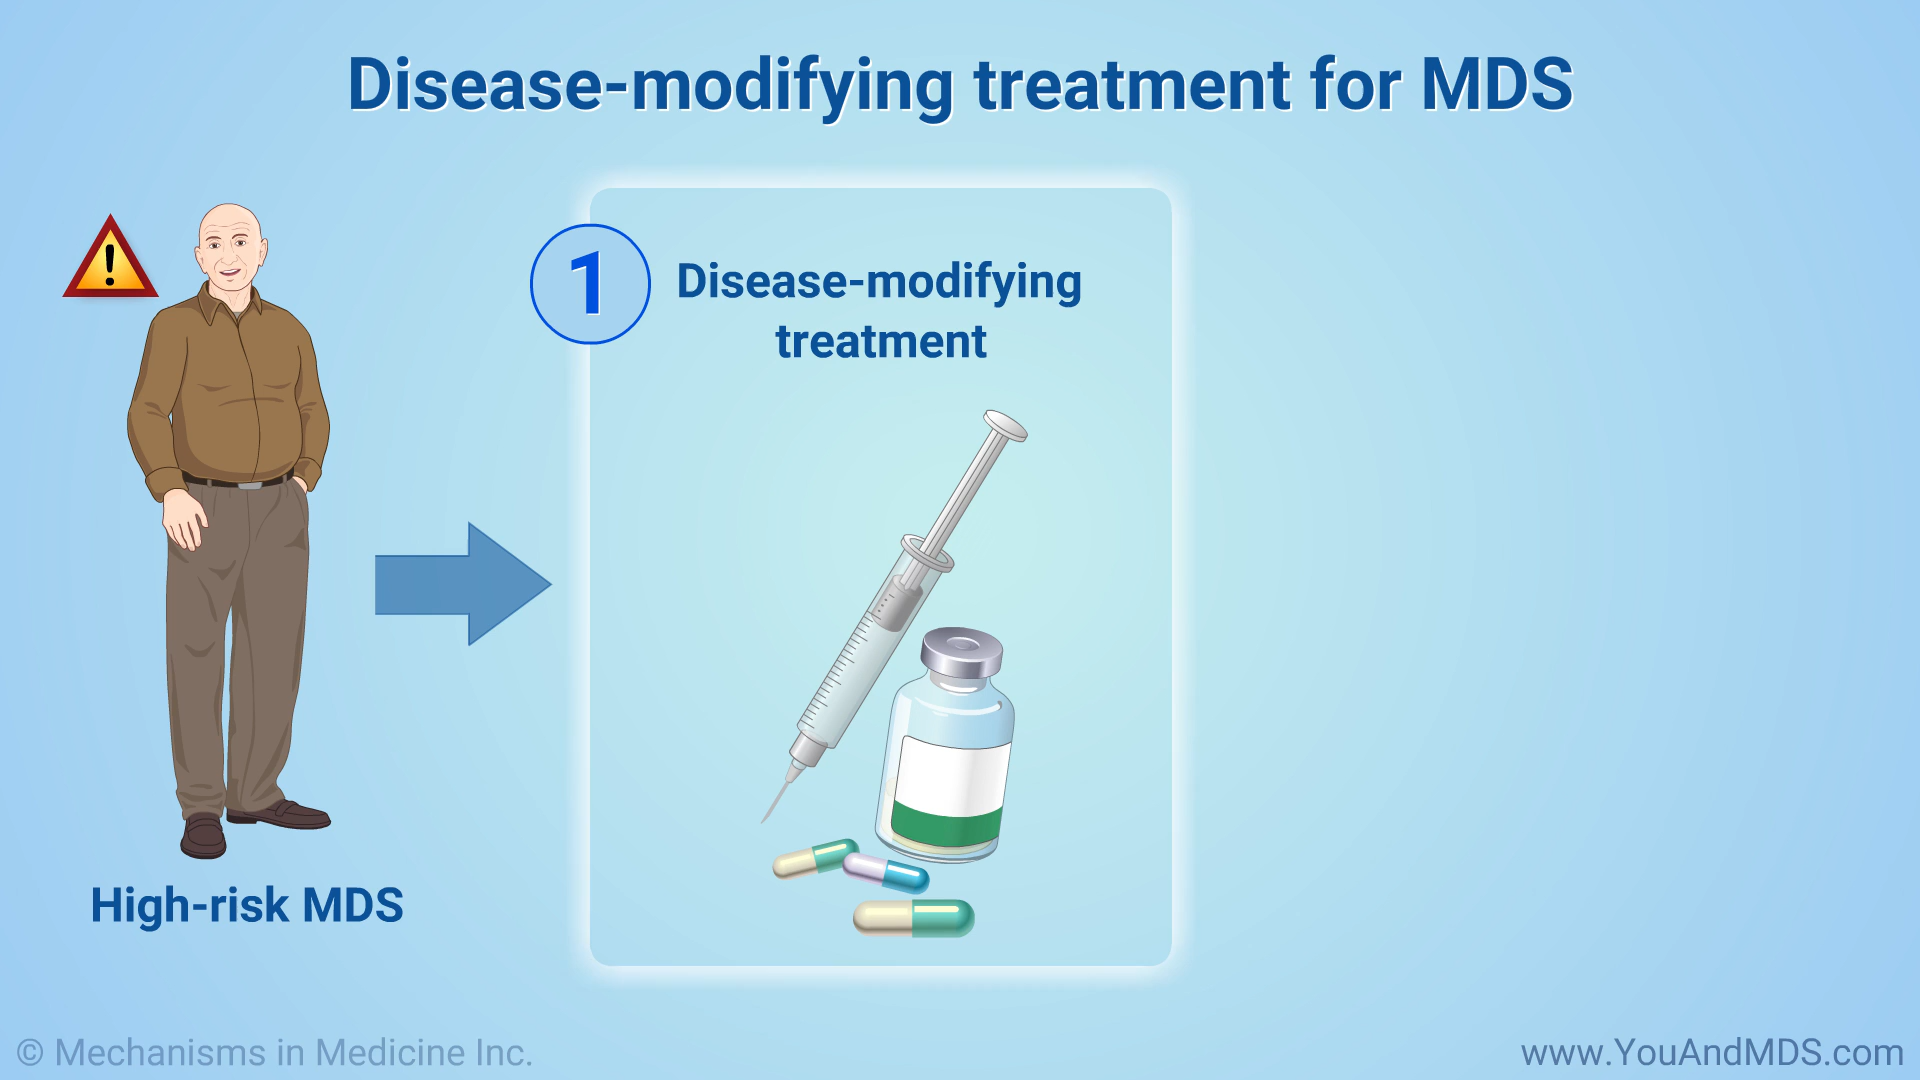 Disease-modifying treatment for MDS
1
Disease-modifying
treatment
High-risk MDS
© Mechanisms in Medicine Inc.
www.YouAndMDS.com